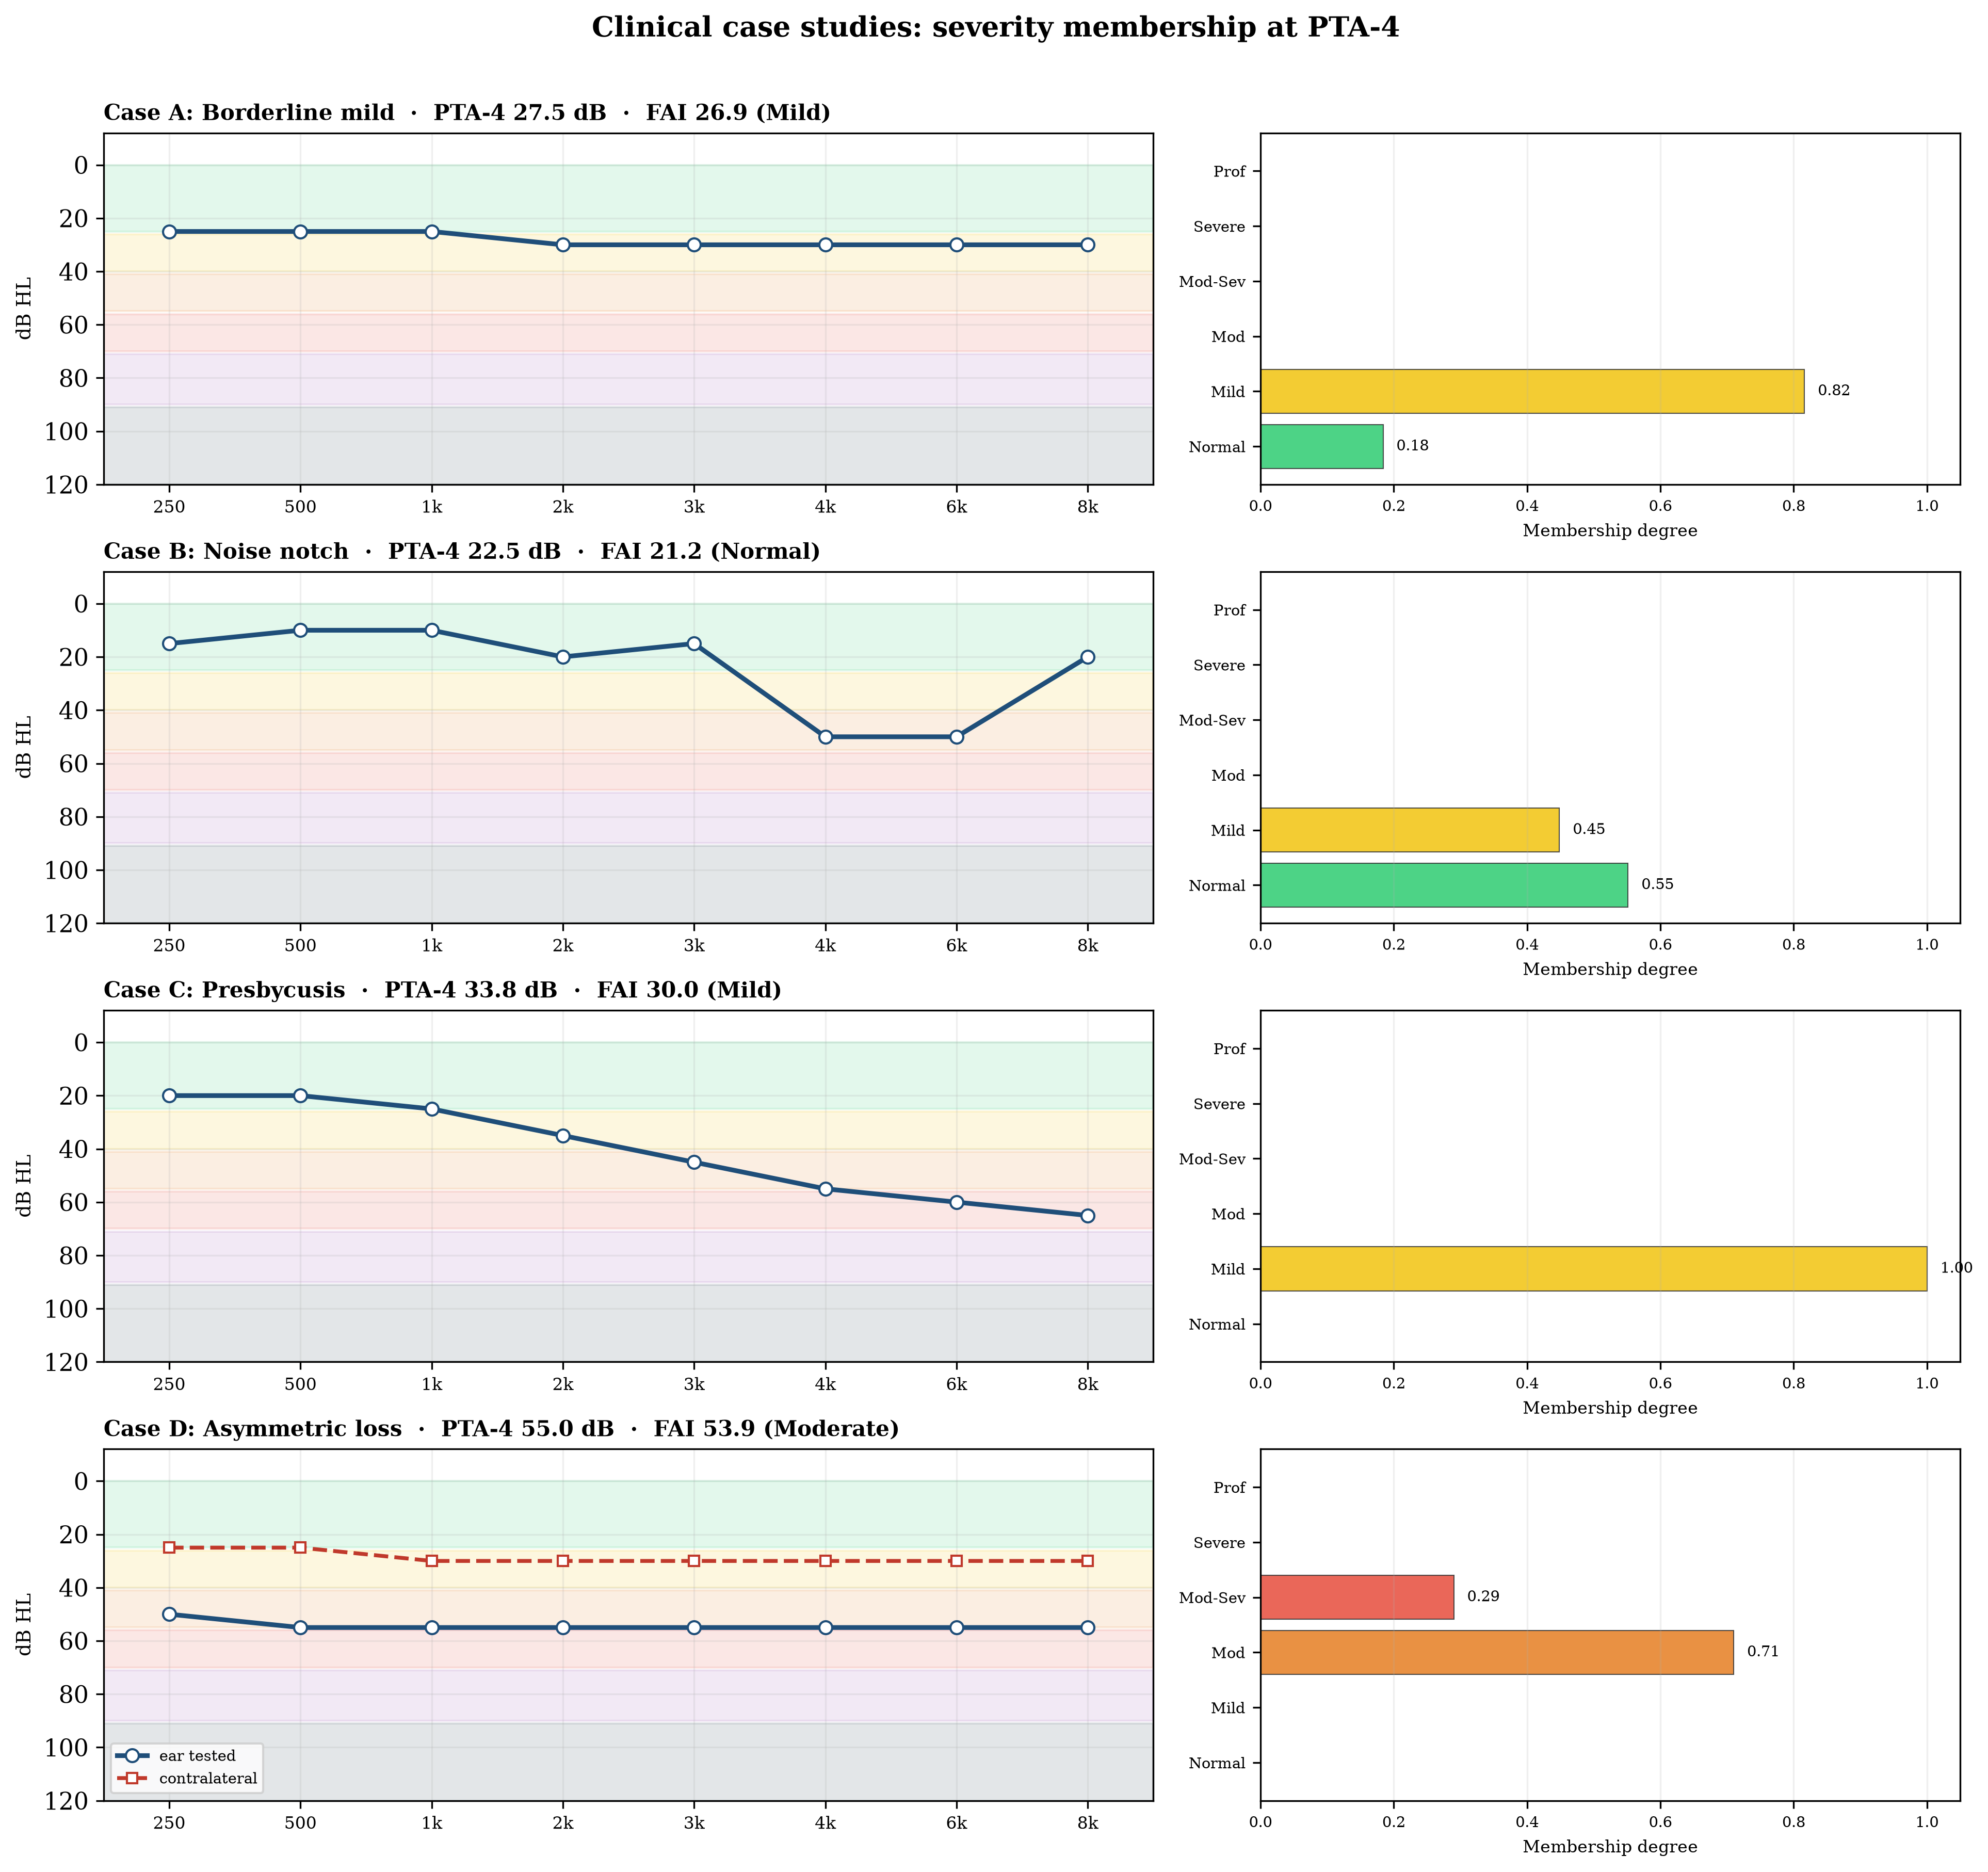 Clinical case studies: severity membership at PTA-4
Case A: Borderline mild · PTA-4 27.5 dB · FAI 26.9 (Mild)
dB HL
0
20
40
60
80
100
120
250 500 1k 2k 3k 4k 6k 8k
Prof
Severe
Mod-Sev
Mod
Mild 0.82
Normal 0.18
0.0 0.2 0.4 0.6 0.8 1.0
Membership degree
Case B: Noise notch · PTA-4 22.5 dB · FAI 21.2 (Normal)
dB HL
0
20
40
60
80
100
120
250 500 1k 2k 3k 4k 6k 8k
Prof
Severe
Mod-Sev
Mod
Mild 0.45
Normal 0.55
0.0 0.2 0.4 0.6 0.8 1.0
Membership degree
Case C: Presbycusis · PTA-4 33.8 dB · FAI 30.0 (Mild)
dB HL
0
20
40
60
80
100
120
250 500 1k 2k 3k 4k 6k 8k
Prof
Severe
Mod-Sev
Mod
Mild 1.00
Normal
0.0 0.2 0.4 0.6 0.8 1.0
Membership degree
Case D: Asymmetric loss · PTA-4 55.0 dB · FAI 53.9 (Moderate)
dB HL
0
20
40
60
80
100
120
ear tested
contralateral
250 500 1k 2k 3k 4k 6k 8k
Prof
Severe
Mod-Sev 0.29
Mod 0.71
Mild
Normal
0.0 0.2 0.4 0.6 0.8 1.0
Membership degree